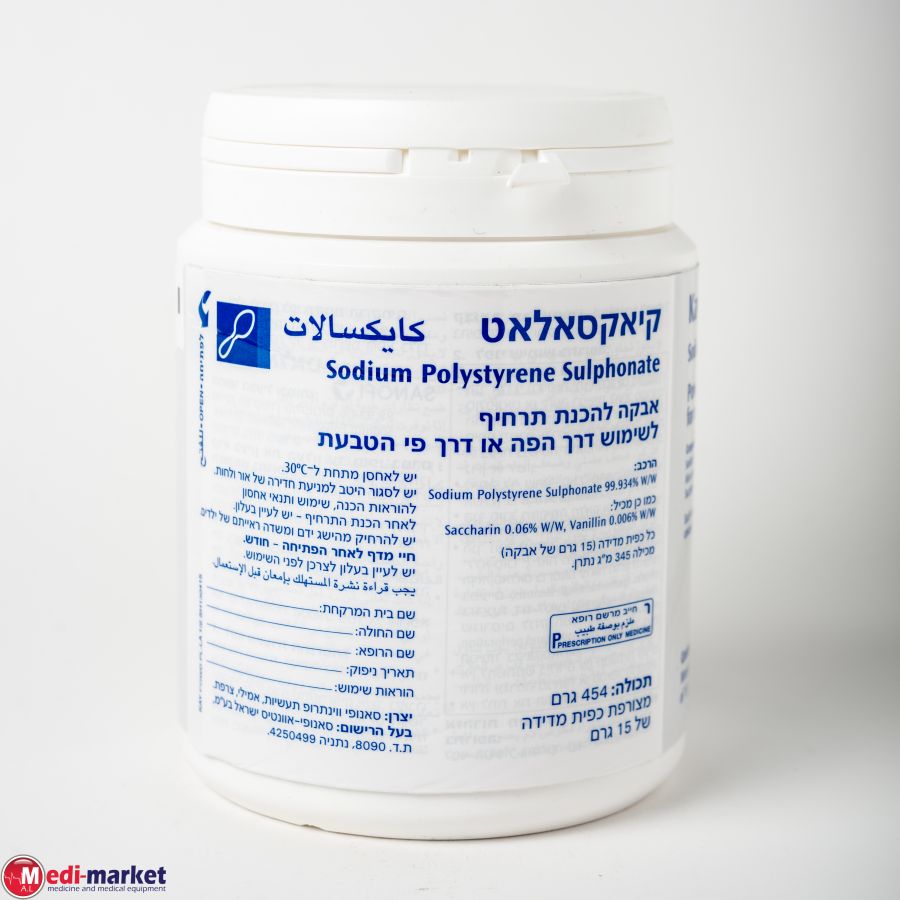 קיאקסאלאט كايكسالات
Sodium Polystyrene Sulphonate
אבקה להכנת תרחיף
לשימוש דרך הפה או דרך פי הטבעת
הרכב:
Sodium Polystyrene Sulphonate 99.934% W/W
כמו כן מכיל:
Saccharin 0.06% W/W, Vanillin 0.006% W/W
כל כפית מדידה (15 גרם של אבקה)
מכילה 345 מ"ג נתרן.
ר חייב מרשם רופא
ملزم بوصفة طبيب
P PRESCRIPTION ONLY MEDICINE
תכולה: 454 גרם
מצורפת כפית מדידה
של 15 גרם
לפתיחה • OPEN •
יש לאחסן מתחת ל-30°C.
יש לסגור היטב למניעת חדירה של אור ולחות.
להוראות הכנה, שימוש ותנאי אחסון
לאחר הכנת התרחיף - יש לעיין בעלון.
יש להרחיק מהישג ידם ומשדה ראייתם של ילדים.
חיי מדף לאחר הפתיחה - חודש.
יש לעיין בעלון לצרכן לפני השימוש.
يجب قراءة نشرة المستهلك بإمعان قبل الإستعمال.
שם בית המרקחת:
שם החולה:
שם הרופא:
תאריך ניפוק:
הוראות שימוש:
יצרן: סאנופי ווינתרופ תעשיות, אמילי, צרפת.
בעל הרישום: סאנופי-אוונטיס ישראל בע"מ,
ת.ד. 8090, נתניה 4250499.
Medi-market
A.L
medicine and medical equipment